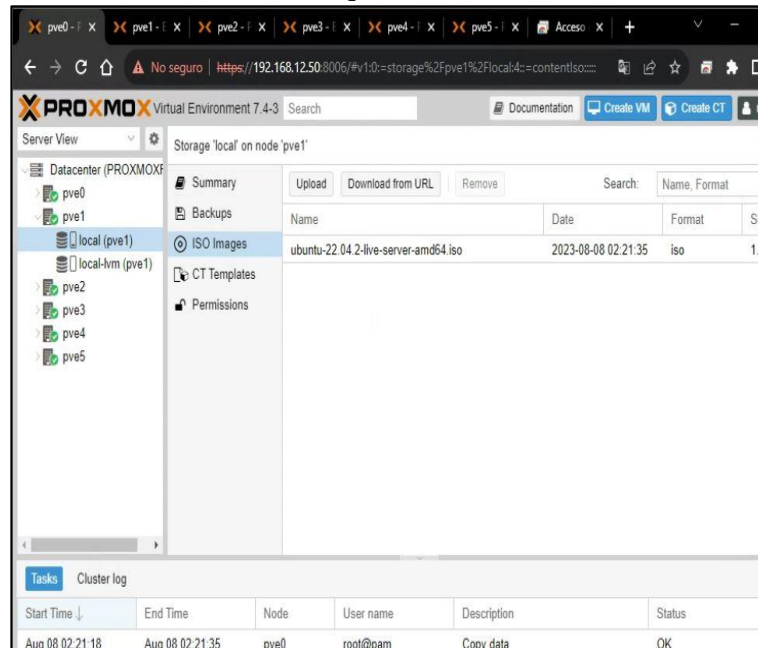 pve0 - P X pve1 - E X pve2 - F X pve3 - E X pve4 - X pve5 - X Acceso X +
No seguro | https://192.168.12.50:8006/#v1:0:=storage%2Fpve1%2Flocal:4::=contentIso:::::
PROXMOX Virtual Environment 7.4-3 Search Documentation Create VM Create CT
Server View Storage 'local' on node 'pve1'
Datacenter (PROXMOX
pve0
pve1
local (pve1)
local-lvm (pve1)
pve2
pve3
pve4
pve5
Summary
Backups
ISO Images
CT Templates
Permissions
Upload Download from URL Remove Search: Name, Format
Name Date Format S
ubuntu-22.04.2-live-server-amd64.iso 2023-08-08 02:21:35 iso 1.
Tasks Cluster log
Start Time ↓ End Time Node User name Description Status
Aug 08 02:21:18 Aug 08 02:21:35 pve0 root@pam Copy data OK